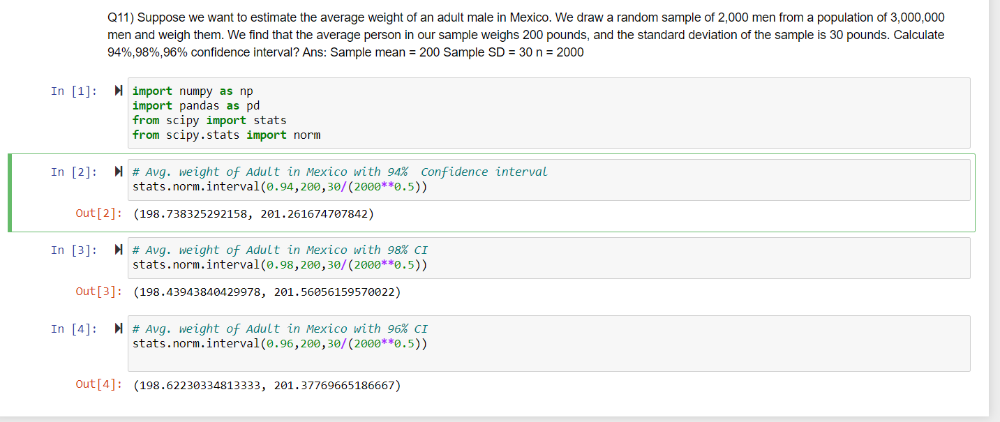 Q11) Suppose we want to estimate the average weight of an adult male in Mexico. We draw a random sample of 2,000 men from a population of 3,000,000
men and weigh them. We find that the average person in our sample weighs 200 pounds, and the standard deviation of the sample is 30 pounds. Calculate
94%,98%,96% confidence interval? Ans: Sample mean = 200 Sample SD = 30 n = 2000
In [1]: import numpy as np
import pandas as pd
from scipy import stats
from scipy.stats import norm
In [2]: # Avg. weight of Adult in Mexico with 94%  Confidence interval
stats.norm.interval(0.94,200,30/(2000**0.5))
Out[2]: (198.738325292158, 201.261674707842)
In [3]: # Avg. weight of Adult in Mexico with 98% CI
stats.norm.interval(0.98,200,30/(2000**0.5))
Out[3]: (198.43943840429978, 201.56056159570022)
In [4]: # Avg. weight of Adult in Mexico with 96% CI
stats.norm.interval(0.96,200,30/(2000**0.5))
Out[4]: (198.62230334813333, 201.37769665186667)